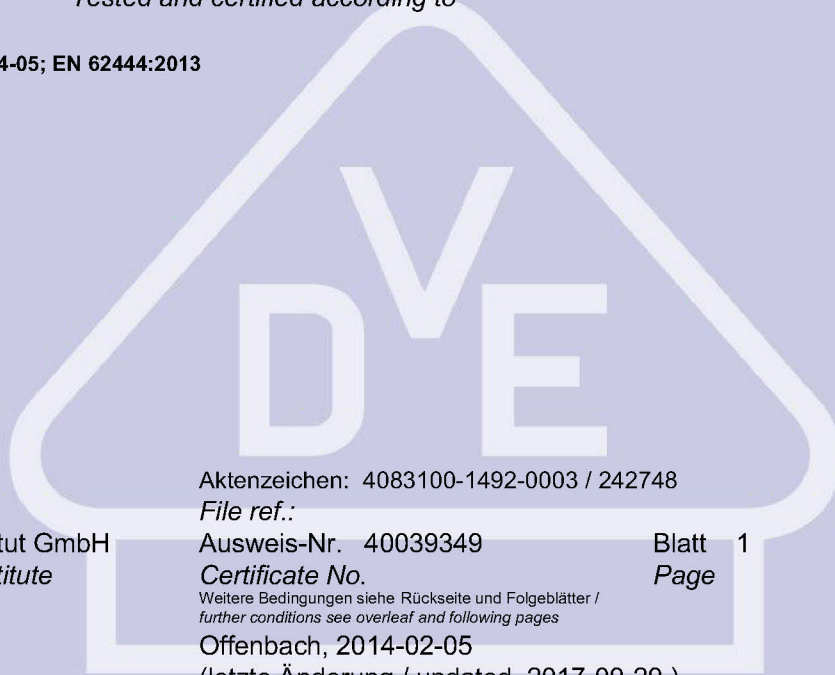 Tested and certified according to
4-05; EN 62444:2013
VDE
Aktenzeichen: 4083100-1492-0003 / 242748
File ref.:
tut GmbH Ausweis-Nr. 40039349 Blatt 1
titute Certificate No. Page
Weitere Bedingungen siehe Rückseite und Folgeblätter /
further conditions see overleaf and following pages
Offenbach, 2014-02-05
(letzte Änderung / updated 2017-09-29 )